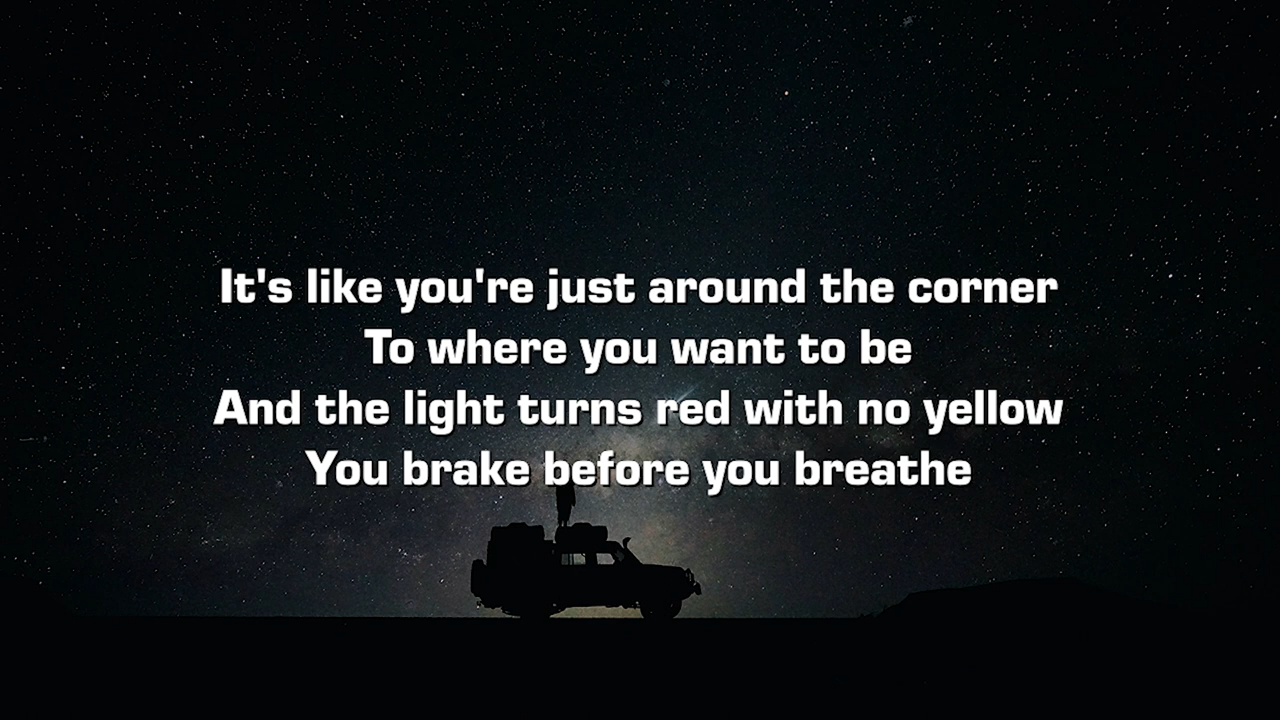 It's like you're just around the corner
To where you want to be
And the light turns red with no yellow
You brake before you breathe